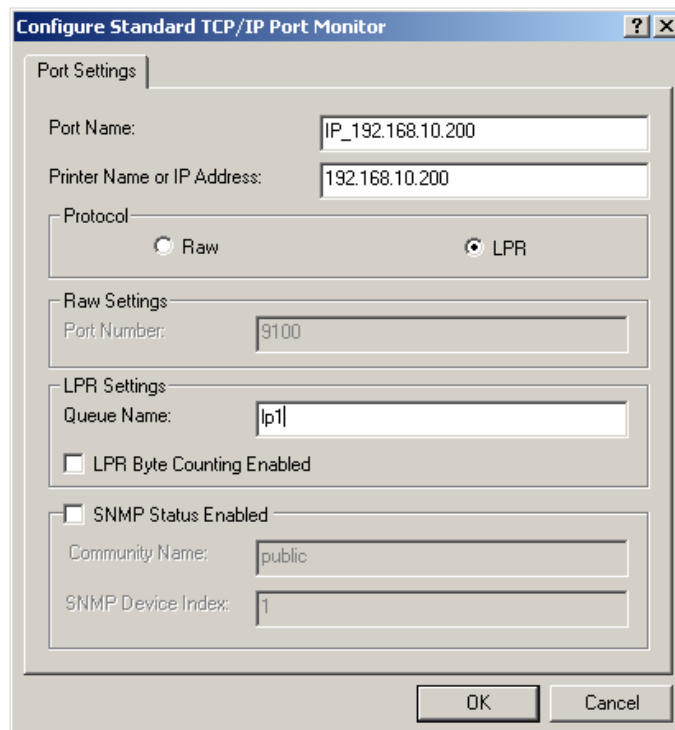 Configure Standard TCP/IP Port Monitor
Port Settings
Port Name: IP_192.168.10.200
Printer Name or IP Address: 192.168.10.200
Protocol
Raw LPR
Raw Settings
Port Number: 9100
LPR Settings
Queue Name: lp1
LPR Byte Counting Enabled
SNMP Status Enabled
Community Name: public
SNMP Device Index: 1
OK Cancel